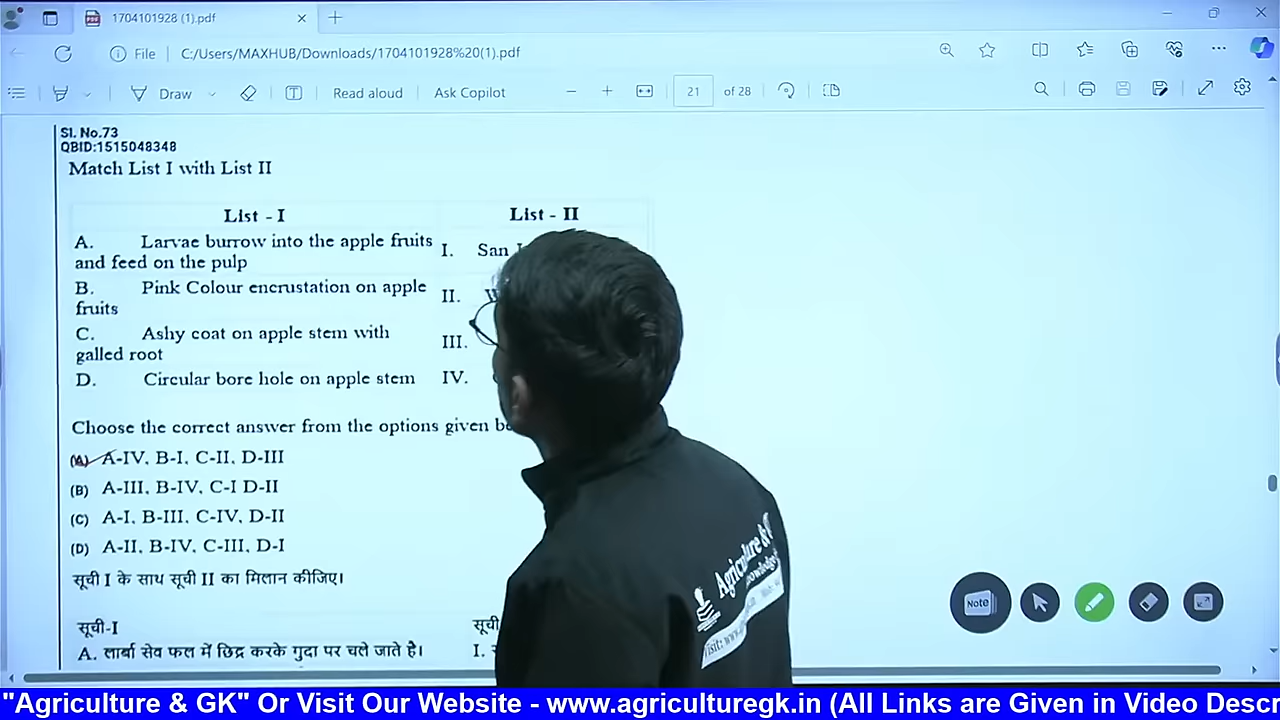 1704101928 (1).pdf
File
C:/Users/MAXHUB/Downloads/1704101928%20(1).pdf
Draw
Read aloud
Ask Copilot
21
of 28
Sl. No.73
QBID:1515048348
Match List I with List II
List - I
List - II
A. Larvae burrow into the apple fruits
and feed on the pulp
I. San
B. Pink Colour encrustation on apple
fruits
II.
C. Ashy coat on apple stem with
galled root
III.
D. Circular bore hole on apple stem
IV.
Choose the correct answer from the options given
(A) A-IV, B-I, C-II, D-III
(B) A-III, B-IV, C-I D-II
(C) A-I, B-III, C-IV, D-II
(D) A-II, B-IV, C-III, D-I
सूची I के साथ सूची II का मिलान कीजिए।
सूची-I
सूची
A. लार्बा सेव फल में छिद्र करके गुदा पर चले जाते है।
I.
Note
"Agriculture & GK" Or Visit Our Website - www.agriculturegk.in (All Links are Given in Video Descr